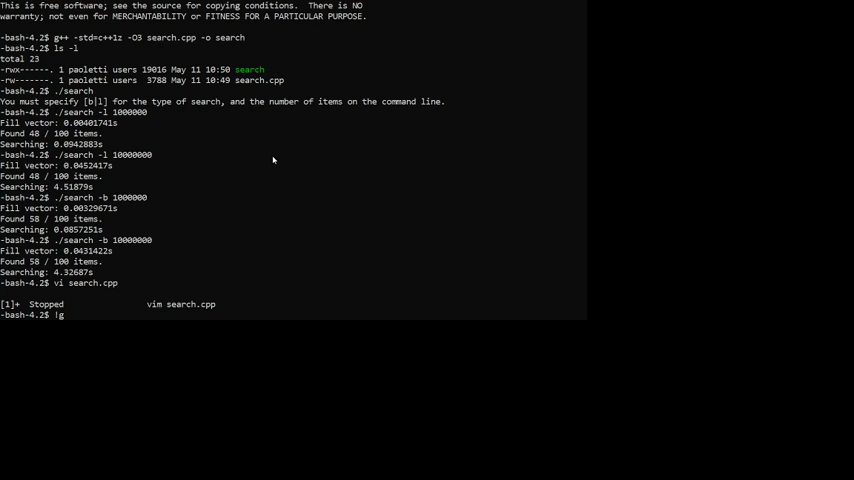 This is free software; see the source for copying conditions.  There is NO
warranty; not even for MERCHANTABILITY or FITNESS FOR A PARTICULAR PURPOSE.
-bash-4.2$ g++ -std=c++1z -O3 search.cpp -o search
-bash-4.2$ ls -l
total 23
-rwx------. 1 paoletti users 19016 May 11 10:50 search
-rw-------. 1 paoletti users  3788 May 11 10:49 search.cpp
-bash-4.2$ ./search
You must specify [b|l] for the type of search, and the number of items on the command line.
-bash-4.2$ ./search -l 1000000
Fill vector: 0.00401741s
Found 48 / 100 items.
Searching: 0.0942883s
-bash-4.2$ ./search -l 10000000
Fill vector: 0.0452417s
Found 48 / 100 items.
Searching: 4.51879s
-bash-4.2$ ./search -b 1000000
Fill vector: 0.00329671s
Found 58 / 100 items.
Searching: 0.0857251s
-bash-4.2$ ./search -b 10000000
Fill vector: 0.0431422s
Found 58 / 100 items.
Searching: 4.32687s
-bash-4.2$ vi search.cpp
[1]+  Stopped                 vim search.cpp
-bash-4.2$ !g